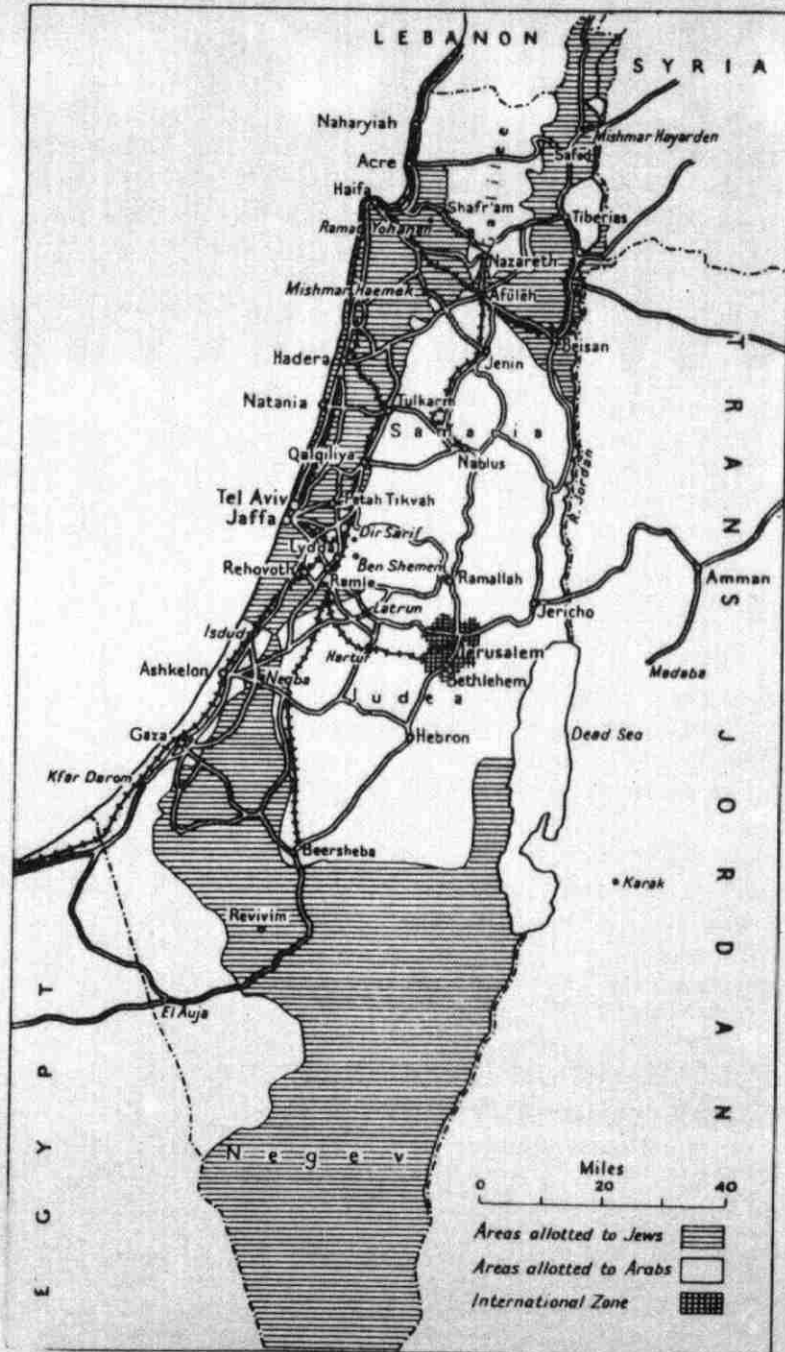 LEBANON
SYRIA
Naharyiah
Mishmar Hayarden
Acre
Safed
Haifa
Shafr'am
Tiberias
Ramat Yohanan
Nazareth
Mishmar Haemek
Afuleh
Beisan
Hadera
Jenin
Natania
Tulkarm
Samaria
Qalqiliya
Nablus
R. Jordan
Tel Aviv
Petah Tikvah
Jaffa
Dir Sarif
Lydda
Ben Shemen
Rehovoth
Ramle
Ramallah
Amman
Latrun
Jericho
Isdud
Jerusalem
Hartuf
Madaba
Ashkelon
Negba
Bethlehem
Judea
Gaza
Hebron
Dead Sea
Kfar Darom
Beersheba
Karak
Revivim
TRANSJORDAN
El Auja
EGYPT
Negev
Miles
0 20 40
Areas allotted to Jews
Areas allotted to Arabs
International Zone